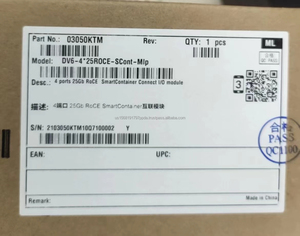 Part No.: 03050KTM Rev: QTY: 1 pcs
ML
Model: DV6-4*25ROCE-SCont-Mlp
Desc: 4 ports 25Gb RoCE SmartContainer Connect I/O module
描述: 4端口 25Gb RoCE SmartContainer互联模块
S/N: 2103050KTM10Q7100002 Y
合格
PASS
QC1100
EAN: UPC:
Remark: Made in China